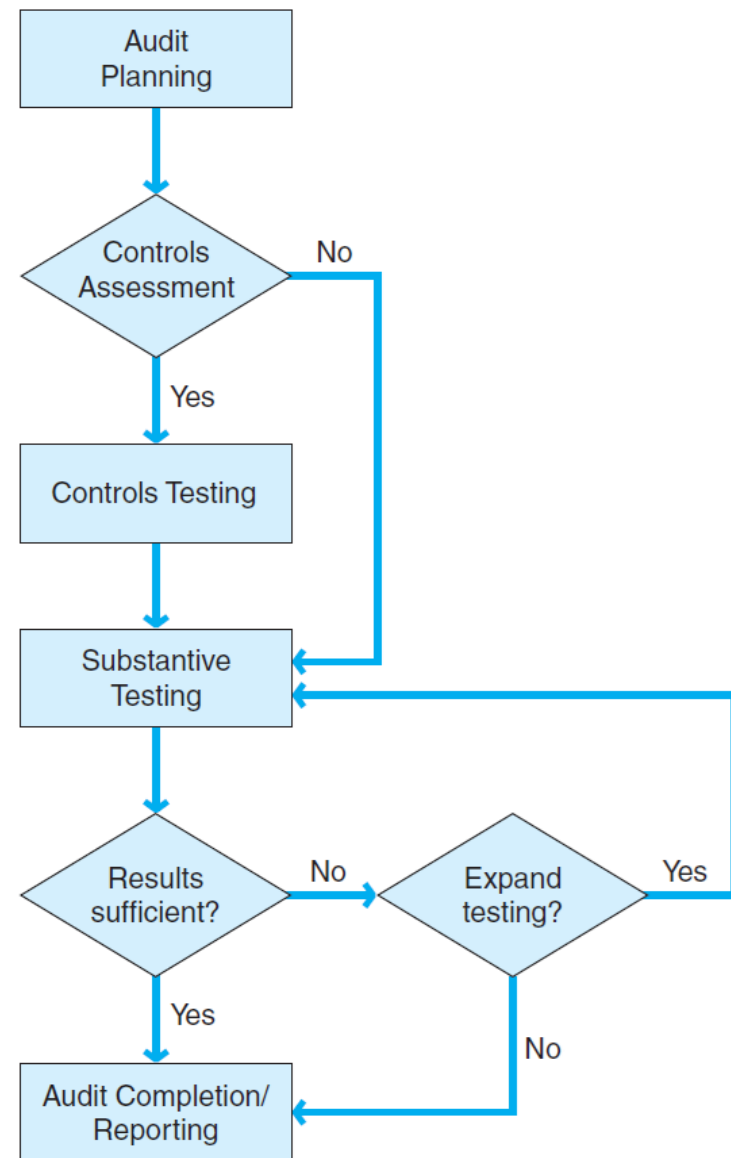 Audit
Planning
Controls
Assessment
No
Yes
Controls Testing
Substantive
Testing
Results
sufficient?
No
Expand
testing?
Yes
Yes
No
Audit Completion/
Reporting